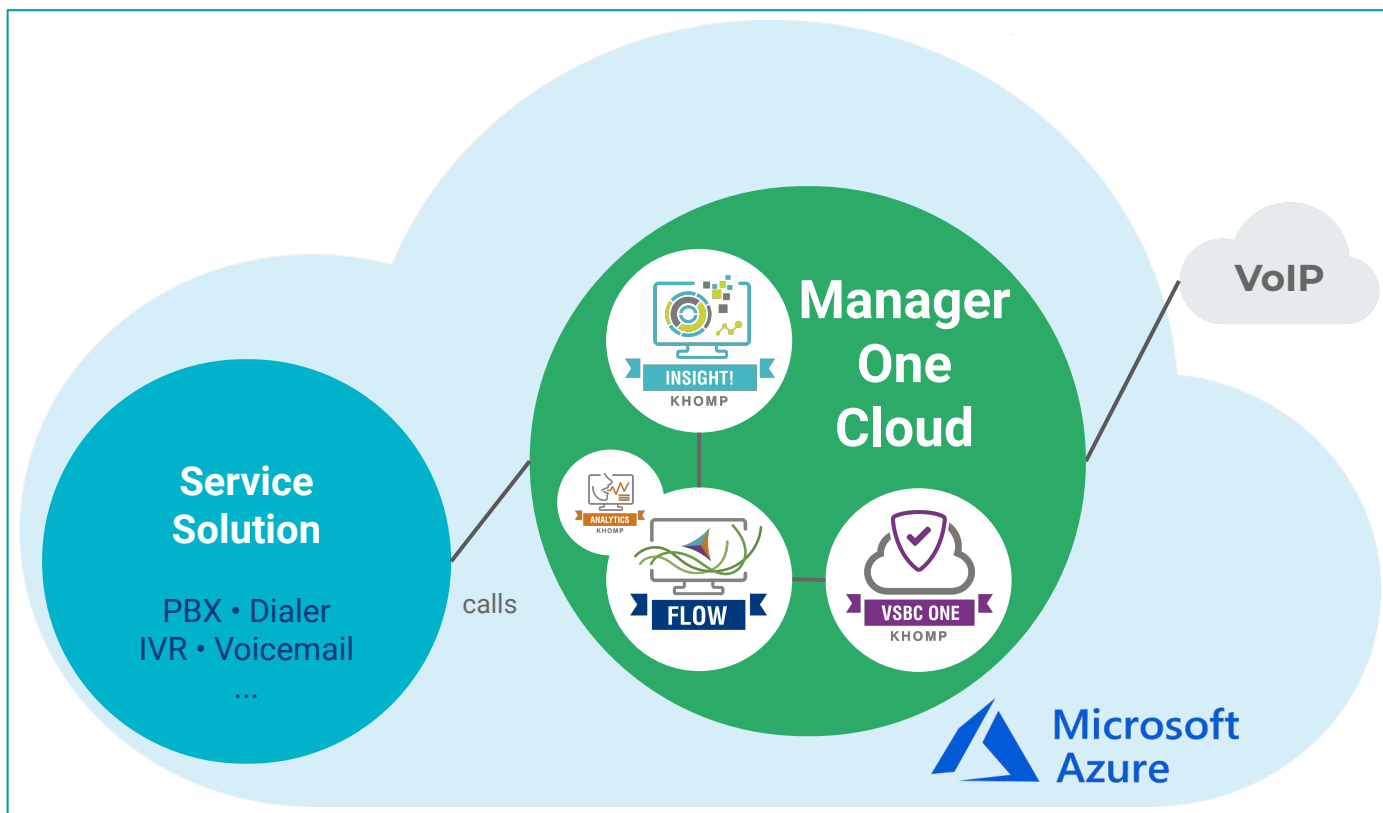 Service
Solution
PBX • Dialer
IVR • Voicemail
...
calls
Manager
One
Cloud
INSIGHT!
KHOMP
ANALYTICS
KHOMP
FLOW
VSBC ONE
KHOMP
VoIP
Microsoft
Azure